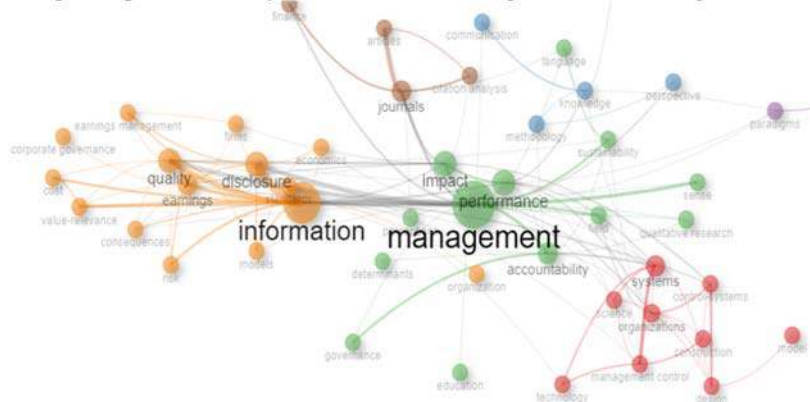 finance
articles
communication
language
citation analysis
journals
knowledge
perspective
paradigms
earnings management
firms
methodology
sustainability
corporate governance
economics
quality
disclosure
impact
cost
earnings
performance
sense
value-relevance
information
management
qualitative research
consequences
models
accountability
risk
determinants
organization
systems
control-systems
science
organizations
governance
construction
model
education
management control
technology
design